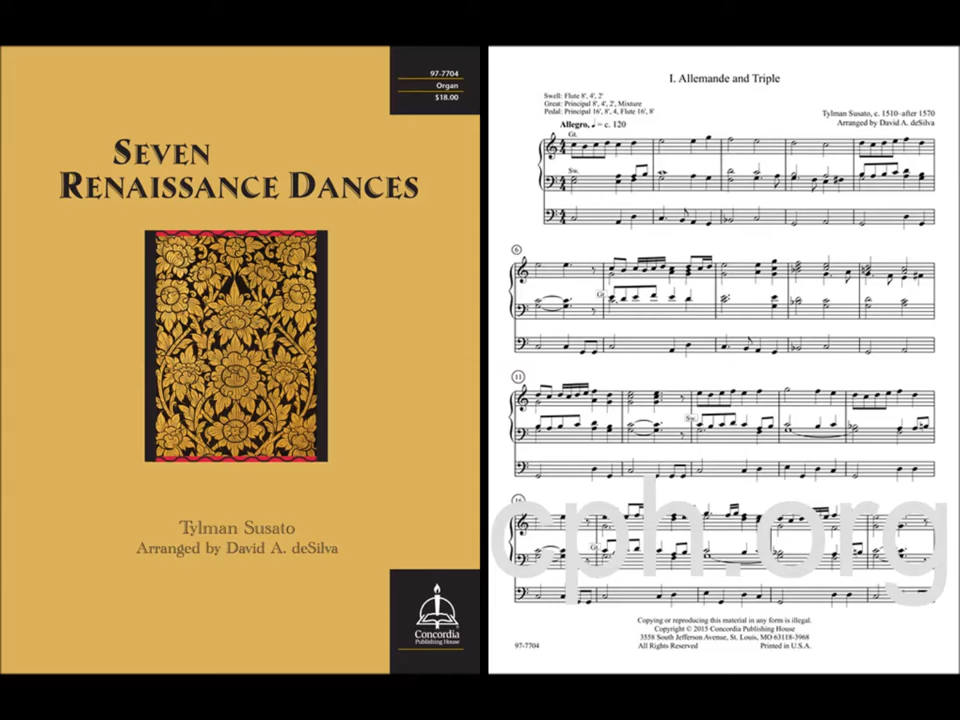 97-7704
Organ
$18.00
SEVEN
RENAISSANCE DANCES
Tylman Susato
Arranged by David A. deSilva
Concordia
Publishing House
I. Allemande and Triple
Swell: Flute 8', 4', 2'
Great: Principal 8', 4', 2', Mixture
Pedal: Principal 16', 8', 4, Flute 16', 8'
Tylman Susato, c. 1510–after 1570
Arranged by David A. deSilva
Allegro, ♩ = c. 120
Gt.
Sw.
6
Gt.
11
Sw.
16
Gt.
cph.org
Copying or reproducing this material in any form is illegal.
Copyright © 2015 Concordia Publishing House
3558 South Jefferson Avenue, St. Louis, MO 63118-3968
97-7704
All Rights Reserved
Printed in U.S.A.